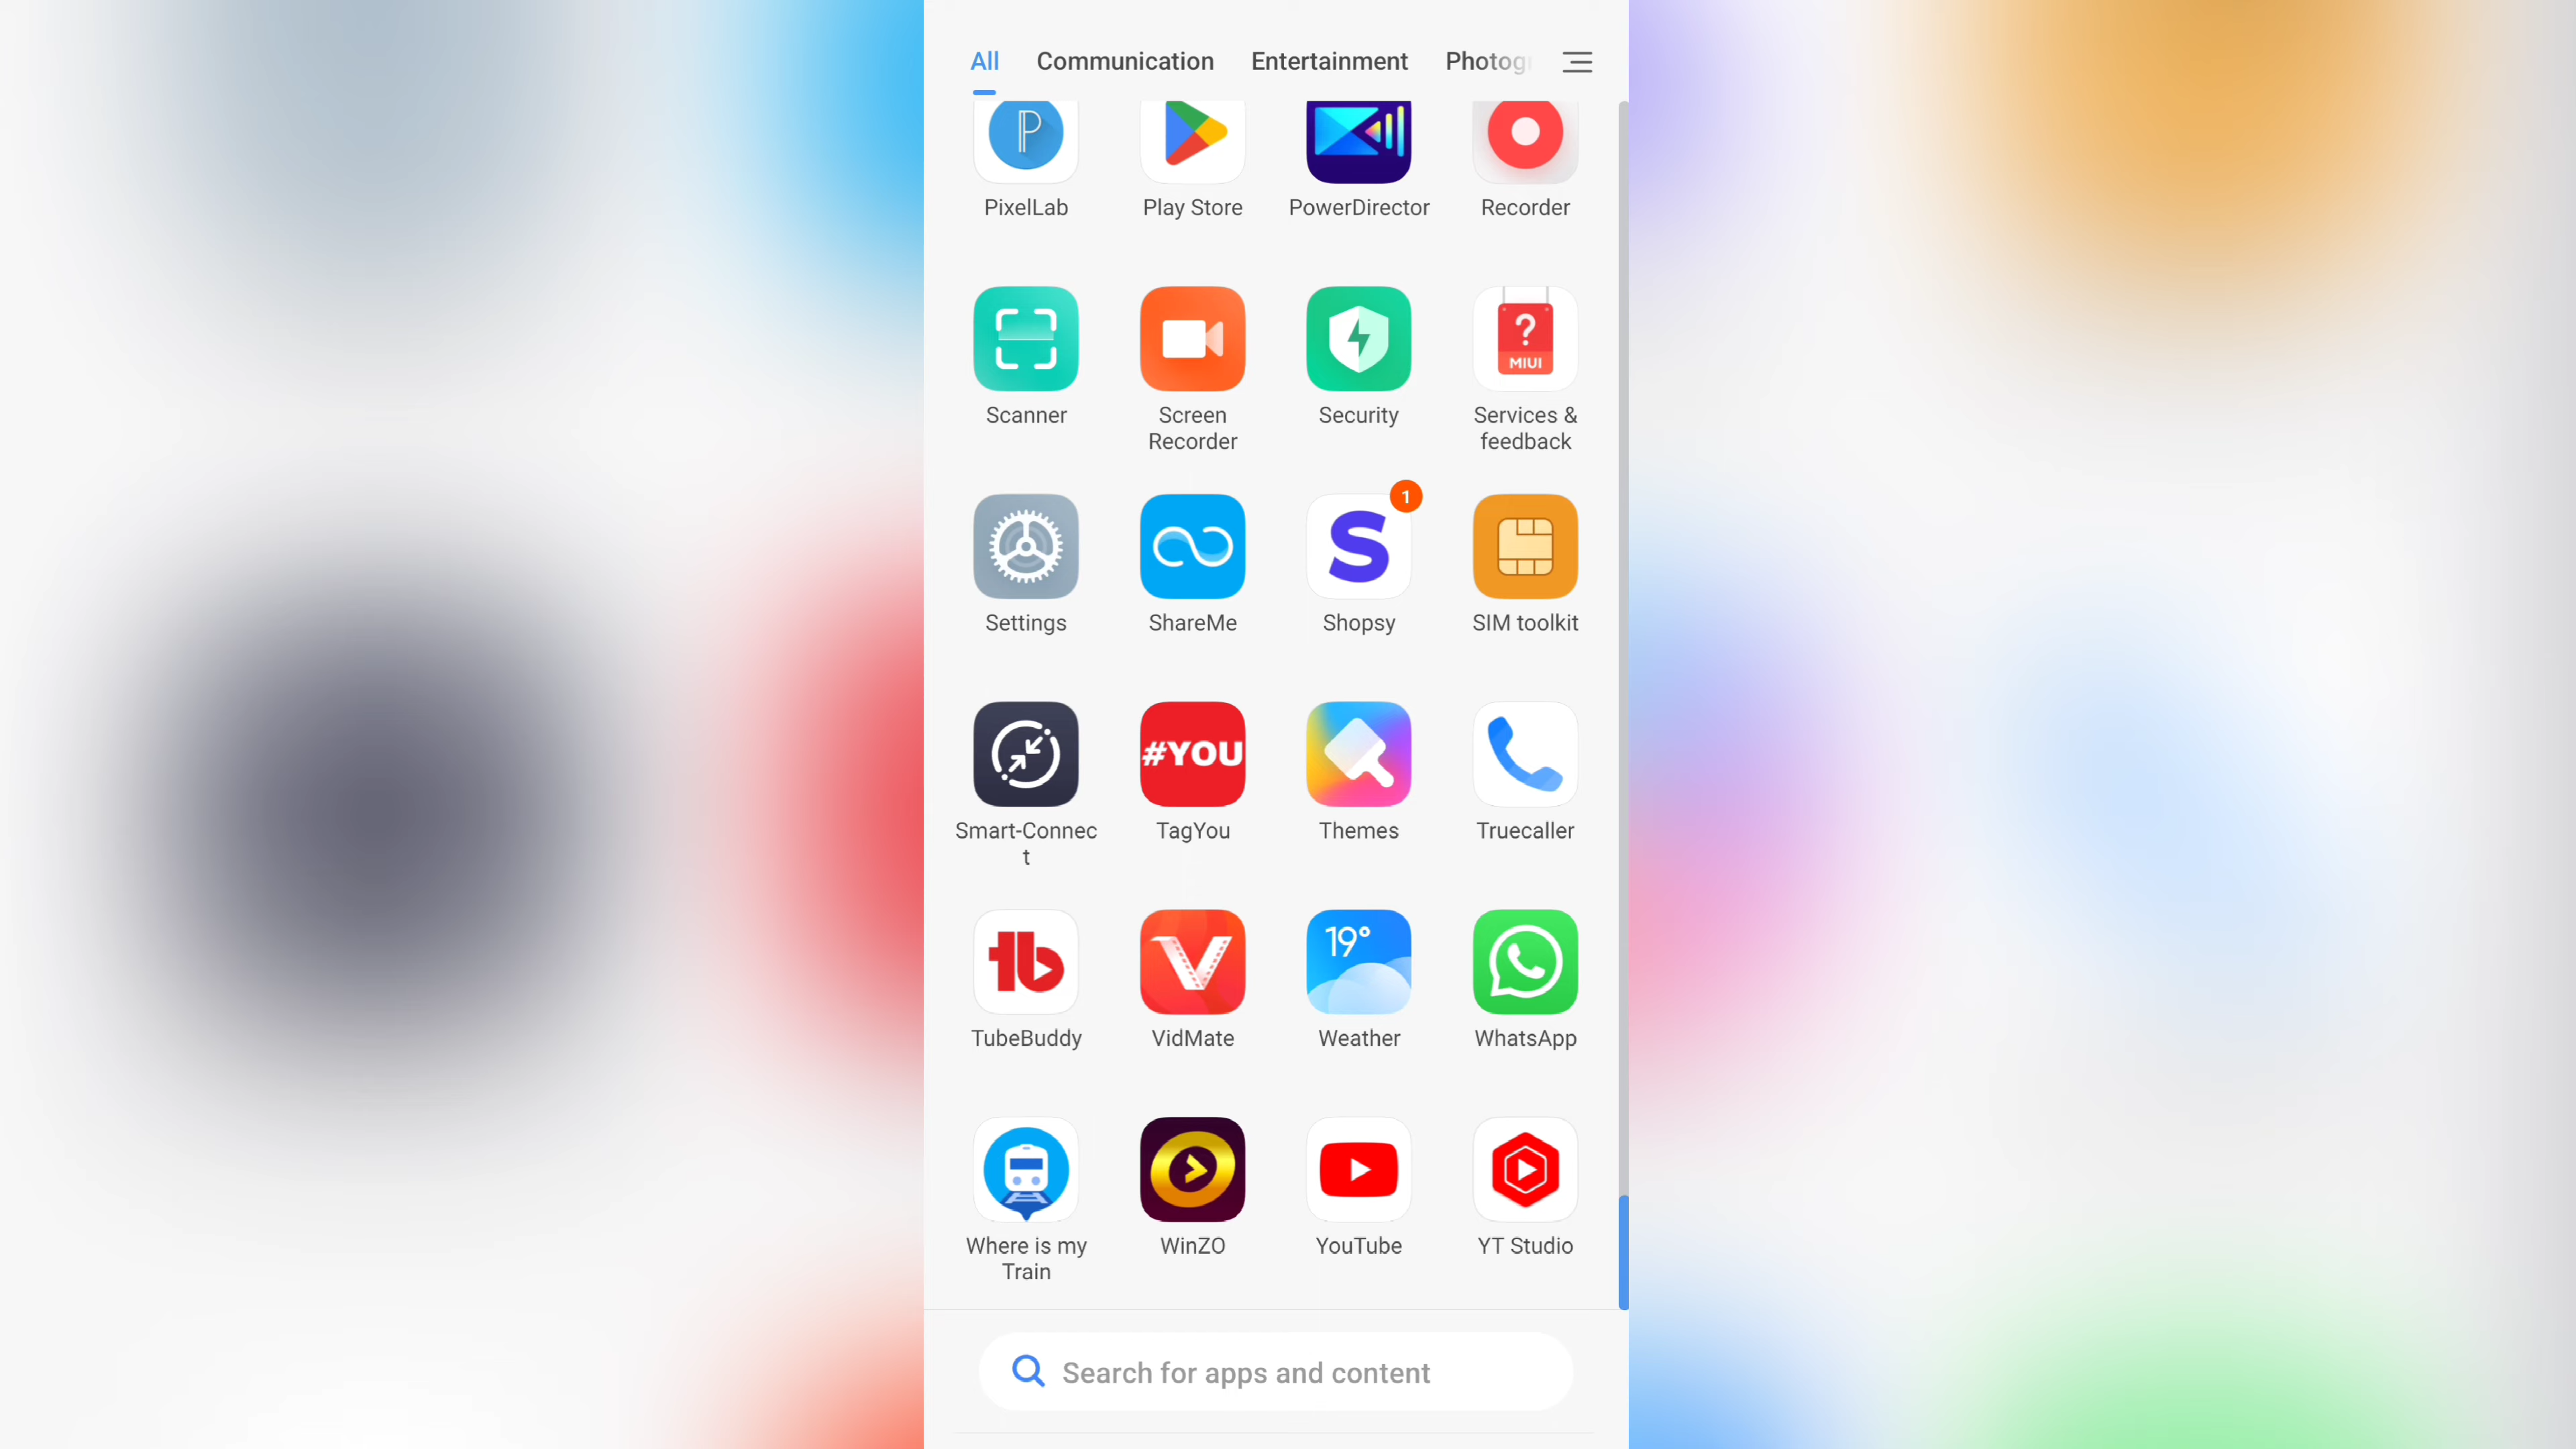 All Communication Entertainment Photog
P
PixelLab Play Store PowerDirector Recorder
?
MIUI
Scanner Screen Recorder Security Services & feedback
1
S
Settings ShareMe Shopsy SIM toolkit
#YOU
Smart-Connect TagYou Themes Truecaller
tb
V
19°
TubeBuddy VidMate Weather WhatsApp
Where is my Train WinZO YouTube YT Studio
Search for apps and content